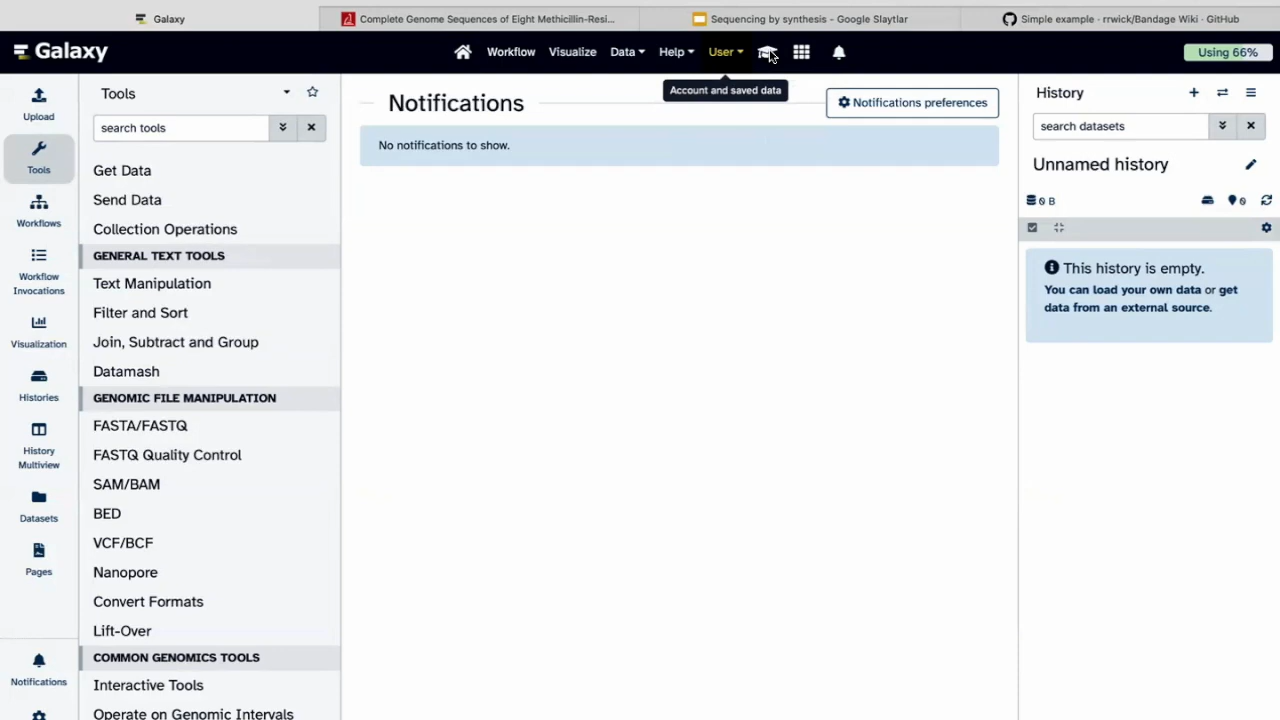 Galaxy
Complete Genome Sequences of Eight Methicillin-Resi...
Sequencing by synthesis - Google Slaytlar
Simple example · rrwick/Bandage Wiki · GitHub
Galaxy
Workflow
Visualize
Data
Help
User
Using 66%
Account and saved data
Upload
Tools
Workflows
Workflow
Invocations
Visualization
Histories
History
Multiview
Datasets
Pages
Notifications
Tools
search tools
Get Data
Send Data
Collection Operations
GENERAL TEXT TOOLS
Text Manipulation
Filter and Sort
Join, Subtract and Group
Datamash
GENOMIC FILE MANIPULATION
FASTA/FASTQ
FASTQ Quality Control
SAM/BAM
BED
VCF/BCF
Nanopore
Convert Formats
Lift-Over
COMMON GENOMICS TOOLS
Interactive Tools
Operate on Genomic Intervals
Notifications
Notifications preferences
No notifications to show.
History
search datasets
Unnamed history
0 B
0
This history is empty.
You can load your own data or get
data from an external source.